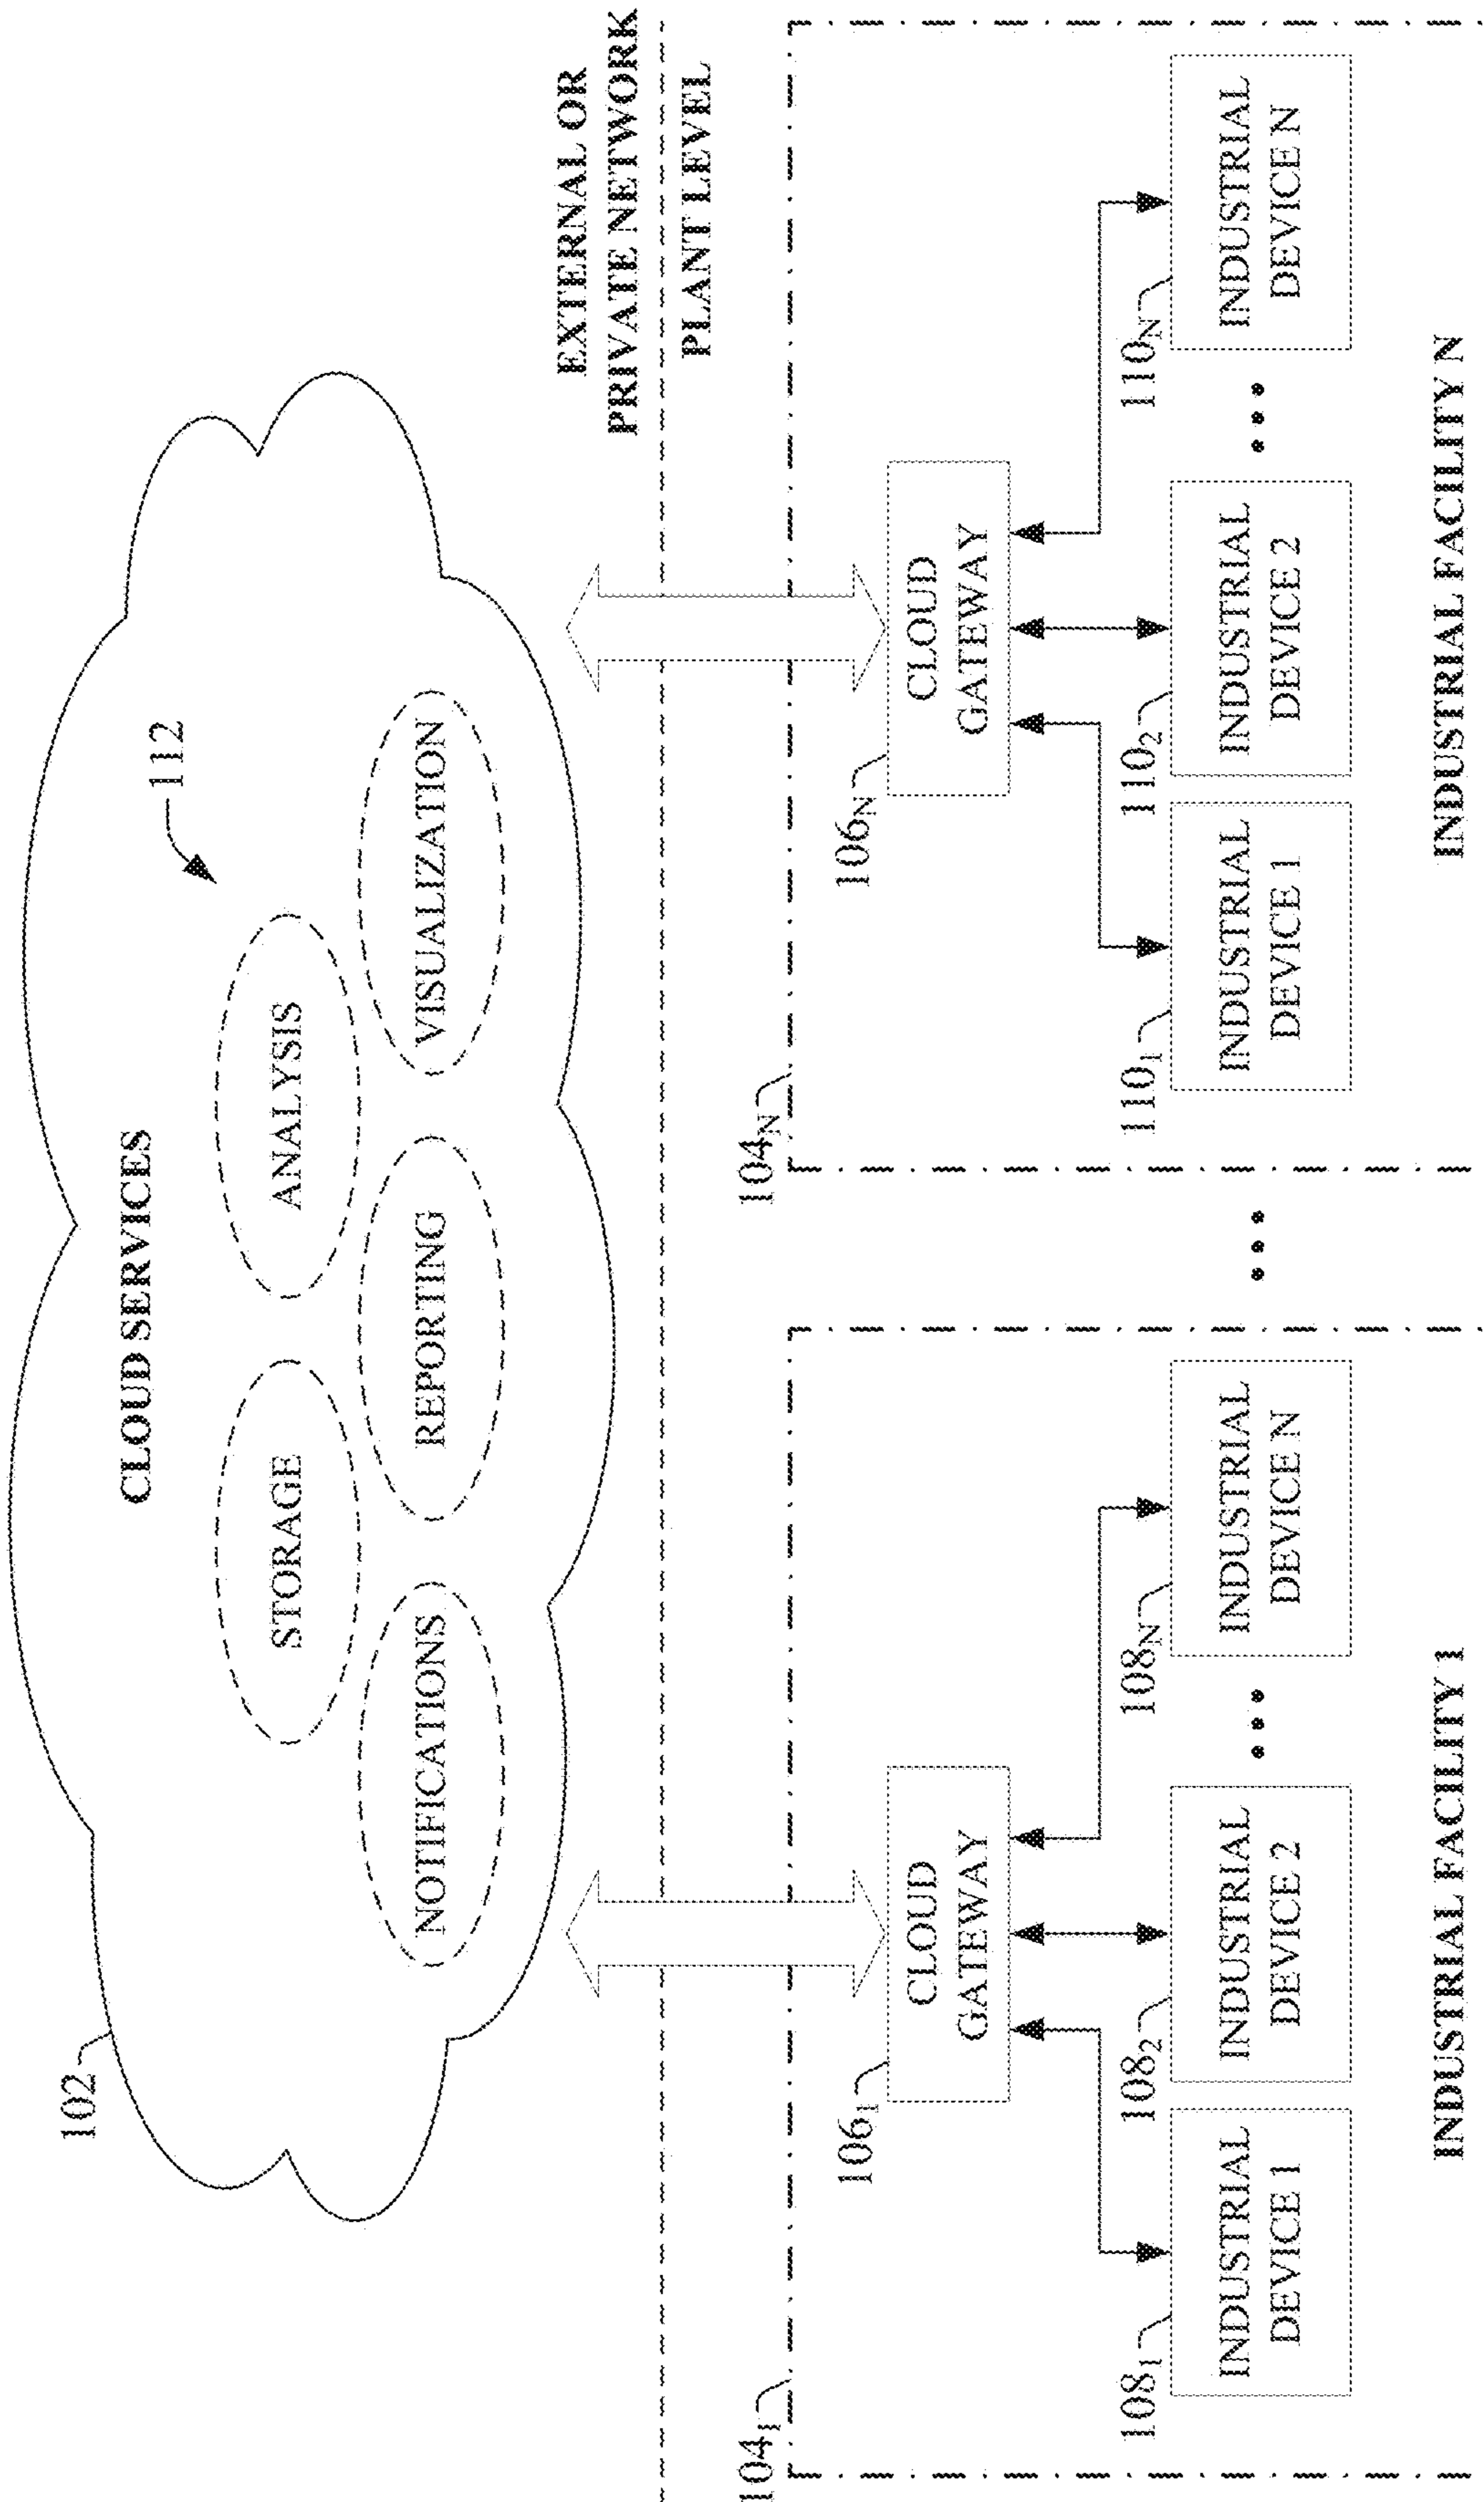 CLOUD SERVICES
102
112
STORAGE
ANALYSIS
NOTIFICATIONS
REPORTING
VISUALIZATION
EXTERNAL OR
PRIVATE NETWORK
PLANT LEVEL
104₁
106₁
CLOUD
GATEWAY
108₁
108₂
108N
INDUSTRIAL
DEVICE 1
INDUSTRIAL
DEVICE 2
•••
INDUSTRIAL
DEVICE N
INDUSTRIAL FACILITY 1
•••
104N
106N
CLOUD
GATEWAY
110₁
110₂
110N
INDUSTRIAL
DEVICE 1
INDUSTRIAL
DEVICE 2
•••
INDUSTRIAL
DEVICE N
INDUSTRIAL FACILITY N